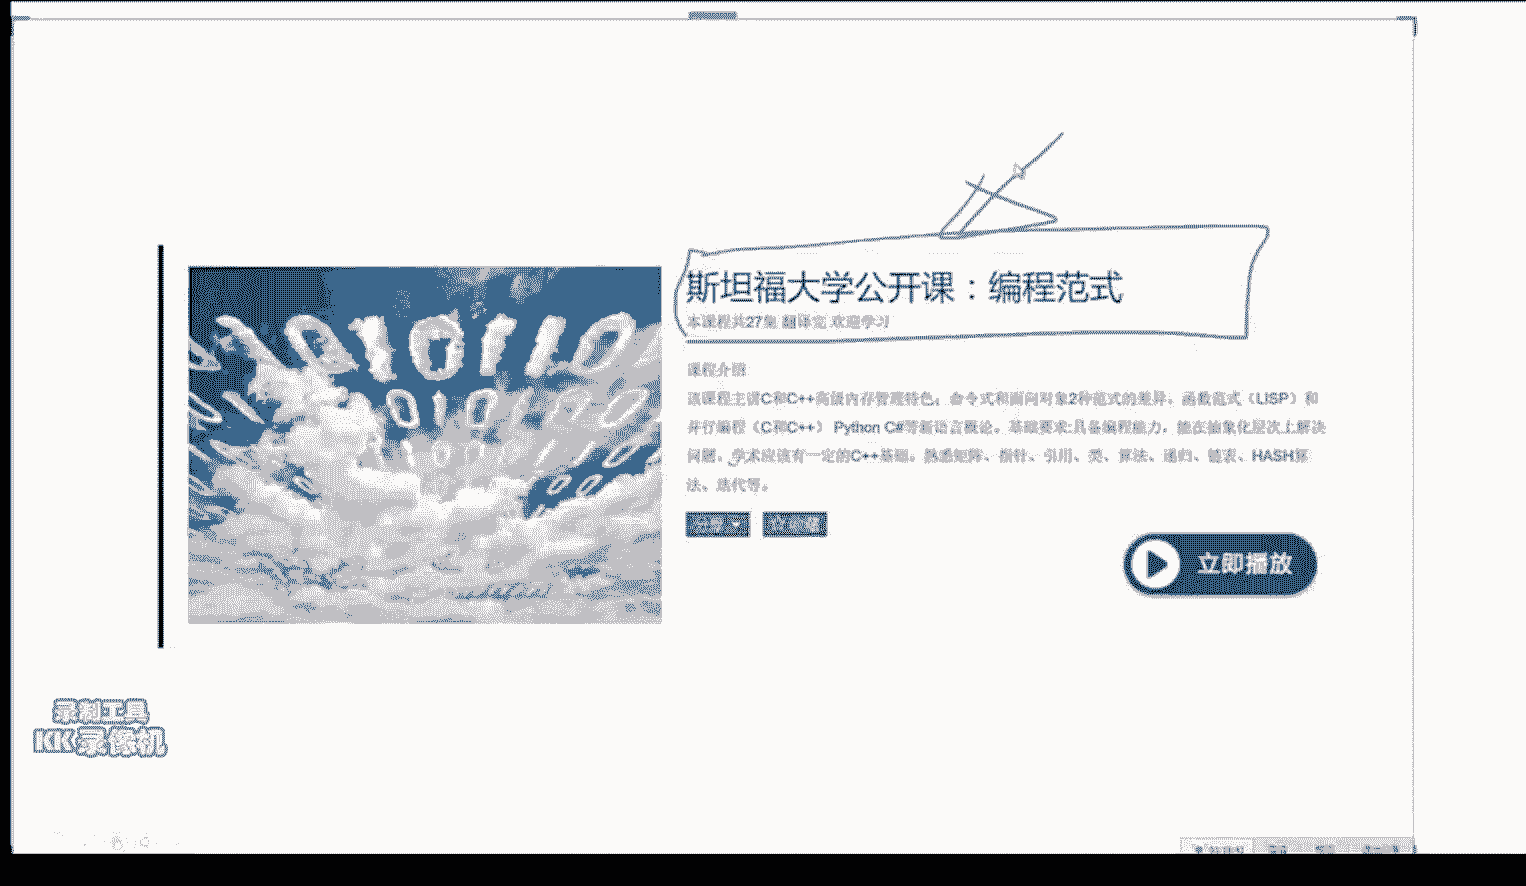 斯坦福大学公开课：编程范式
本课程共27集 翻译完 欢迎学习
课程介绍
该课程主讲C和C++高级内存管理特色。命令式和面向对象2种范式的差异。函数范式（LISP）和
并行编程（C和C++） Python C#等新语言概论。基础要求:具备编程能力，能在抽象化层次上解决
问题。学术应该有一定的C++基础。熟悉矩阵、指针、引用、类、算法、递归、链表、HASH算
法、迭代等。
分享
立即播放
录制工具
KK录像机